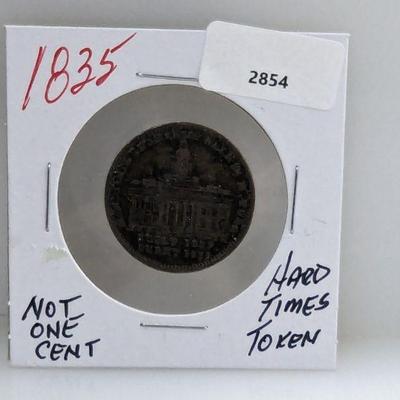 1835
2854
NOT
ONE
CENT
HARD
TIMES
TOKEN